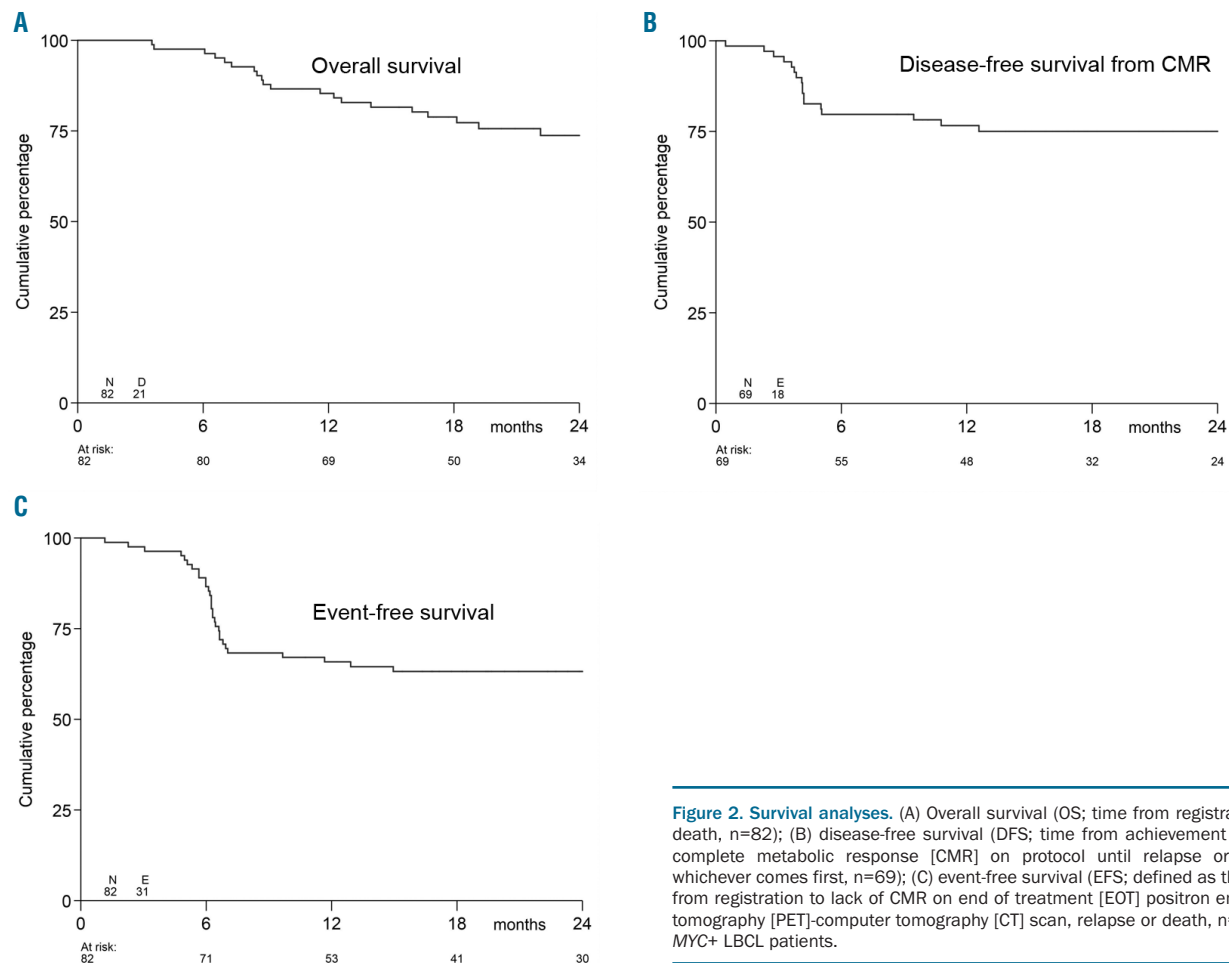 A
100
75
50
25
0
Cumulative percentage
Overall survival
N D
82 21
0 6 12 18 months 24
At risk:
82 80 69 50 34
B
100
75
50
25
0
Cumulative percentage
Disease-free survival from CMR
N E
69 18
0 6 12 18 months 24
At risk:
69 55 48 32 24
C
100
75
50
25
0
Cumulative percentage
Event-free survival
N E
82 31
0 6 12 18 months 24
At risk:
82 71 53 41 30
Figure 2. Survival analyses. (A) Overall survival (OS; time from registra
death, n=82); (B) disease-free survival (DFS; time from achievement
complete metabolic response [CMR] on protocol until relapse or
whichever comes first, n=69); (C) event-free survival (EFS; defined as th
from registration to lack of CMR on end of treatment [EOT] positron e
tomography [PET]-computer tomography [CT] scan, relapse or death, n=
MYC+ LBCL patients.